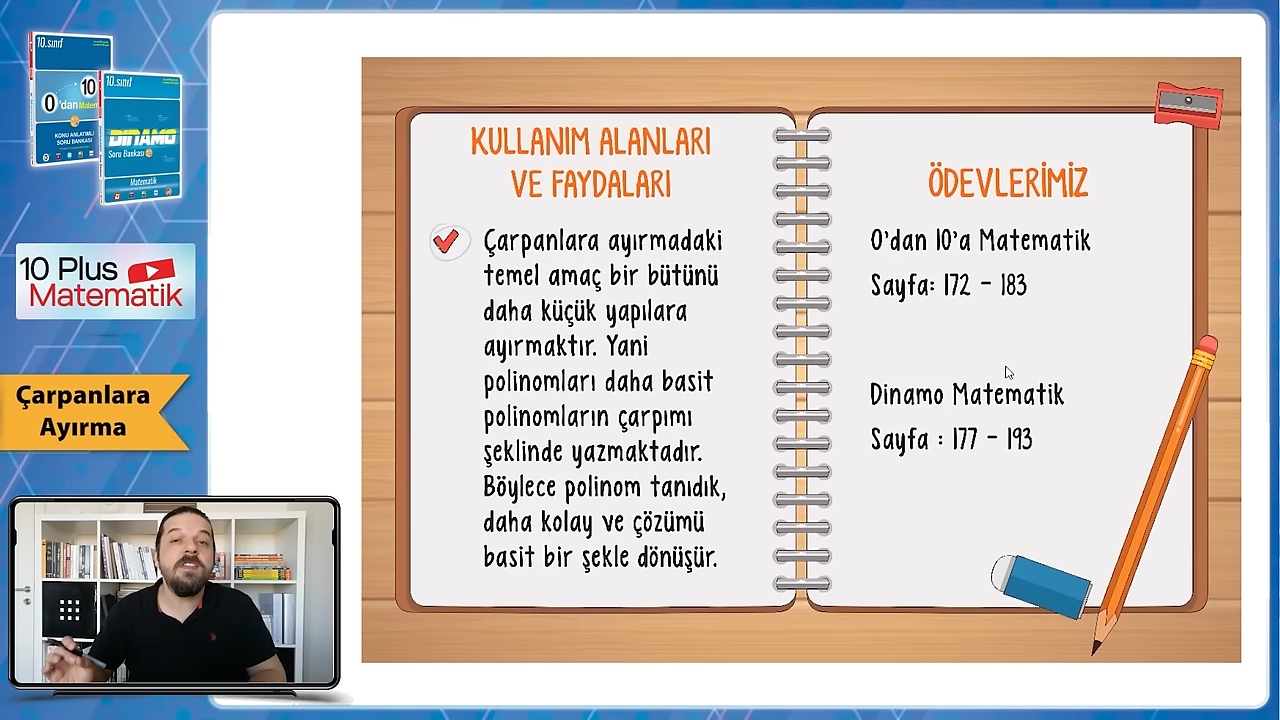 10.sınıf
0'dan 10
Matem
KONU ANLATIMLI
SORU BANKASI
10.sınıf
DİNAMO
Soru Bankası
Matematik
10 Plus
Matematik
Çarpanlara
Ayırma
KULLANIM ALANLARI
VE FAYDALARI
Çarpanlara ayırmadaki
temel amaç bir bütünü
daha küçük yapılara
ayırmaktır. Yani
polinomları daha basit
polinomların çarpımı
şeklinde yazmaktadır.
Böylece polinom tanıdık,
daha kolay ve çözümü
basit bir şekle dönüşür.
ÖDEVLERİMİZ
0'dan 10'a Matematik
Sayfa: 172 - 183
Dinamo Matematik
Sayfa : 177 - 193